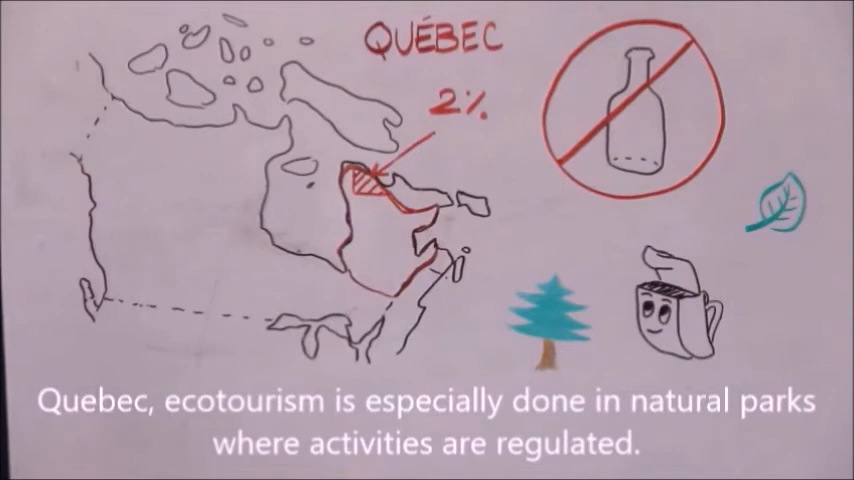 QUÉBEC
2%
Quebec, ecotourism is especially done in natural parks
where activities are regulated.